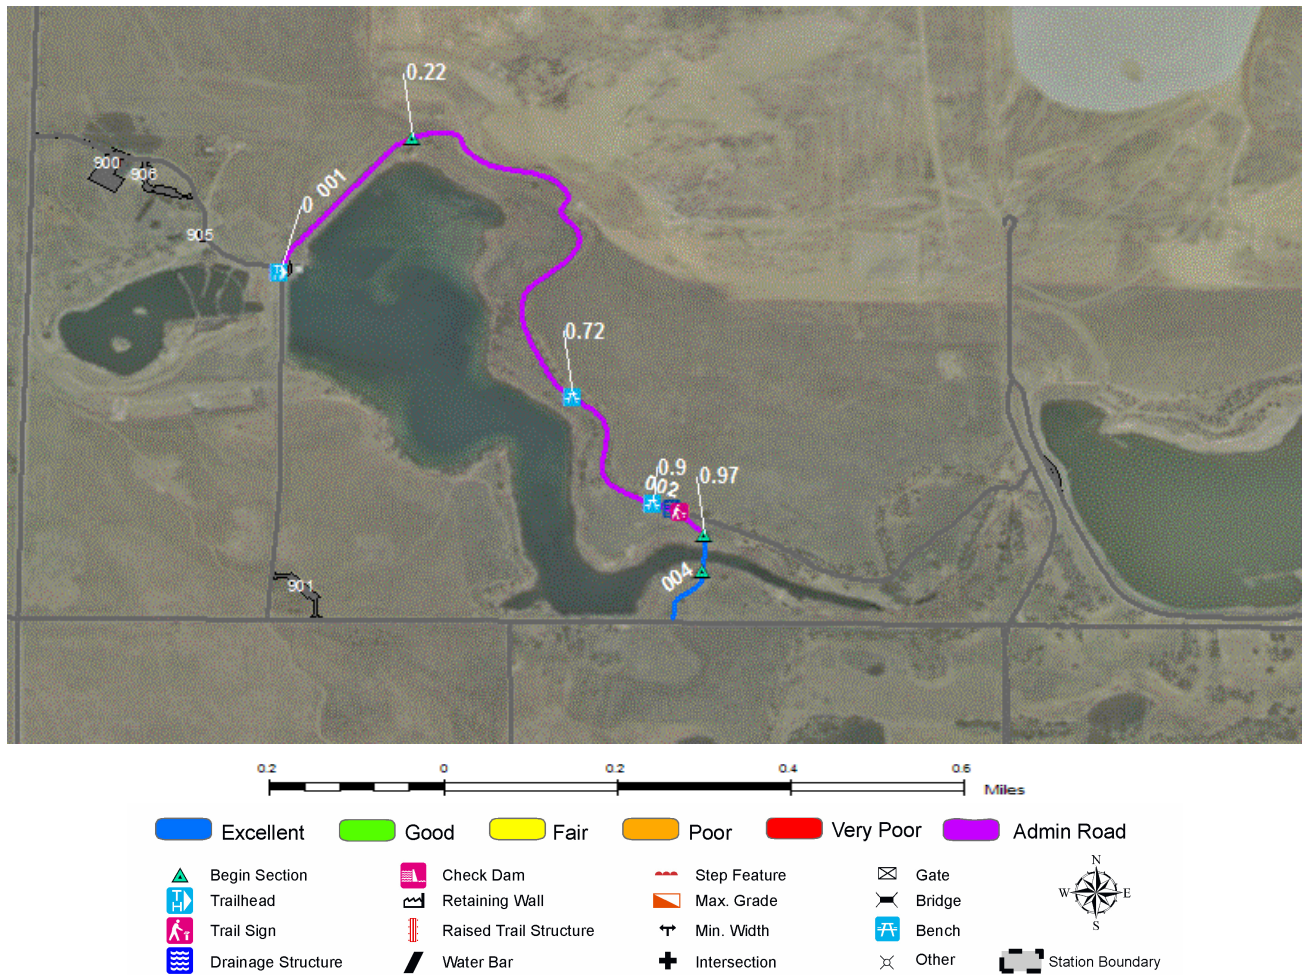 0.22
900
906
0 001
905
0.72
0.9
002
0.97
004
901
0.2 0 0.2 0.4 0.6
Miles
Excellent Good Fair Poor Very Poor Admin Road
Begin Section Check Dam Step Feature Gate
Trailhead Retaining Wall Max. Grade Bridge
Trail Sign Raised Trail Structure Min. Width Bench
Drainage Structure Water Bar Intersection Other Station Boundary
N
W E
S
T
H